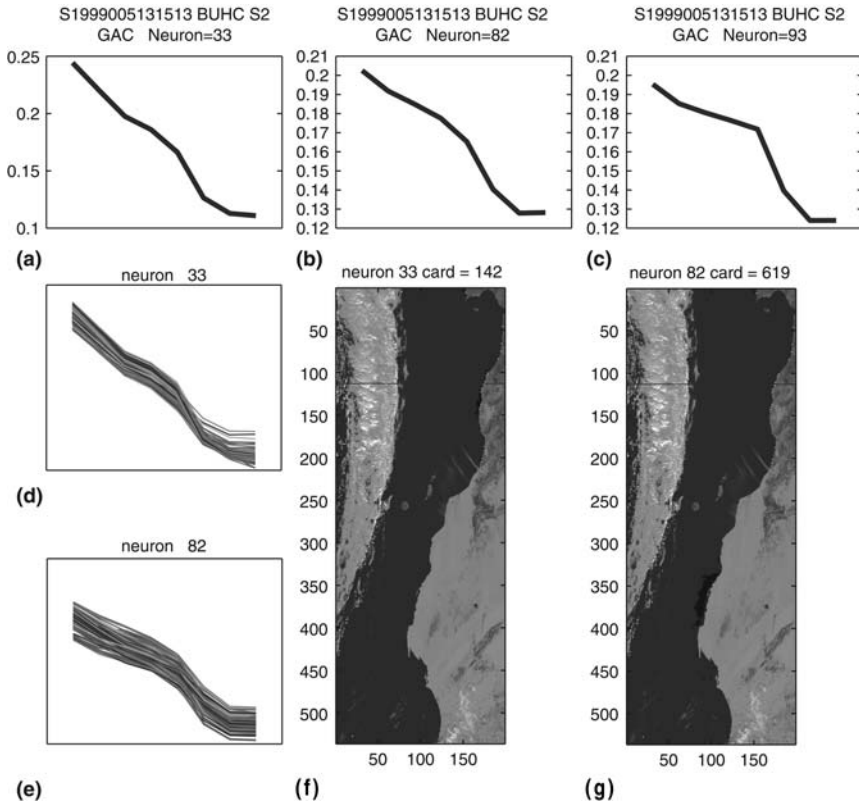 S1999005131513 BUHC S2
GAC Neuron=33
S1999005131513 BUHC S2
GAC Neuron=82
S1999005131513 BUHC S2
GAC Neuron=93
0.25
0.2
0.15
0.1
0.21
0.2
0.19
0.18
0.17
0.16
0.15
0.14
0.13
0.12
0.21
0.2
0.19
0.18
0.17
0.16
0.15
0.14
0.13
0.12
(a)
(b)
(c)
neuron 33
neuron 33 card = 142
neuron 82 card = 619
(d)
neuron 82
(e)
50
100
150
200
250
300
350
400
450
500
50 100 150
(f)
50
100
150
200
250
300
350
400
450
500
50 100 150
(g)